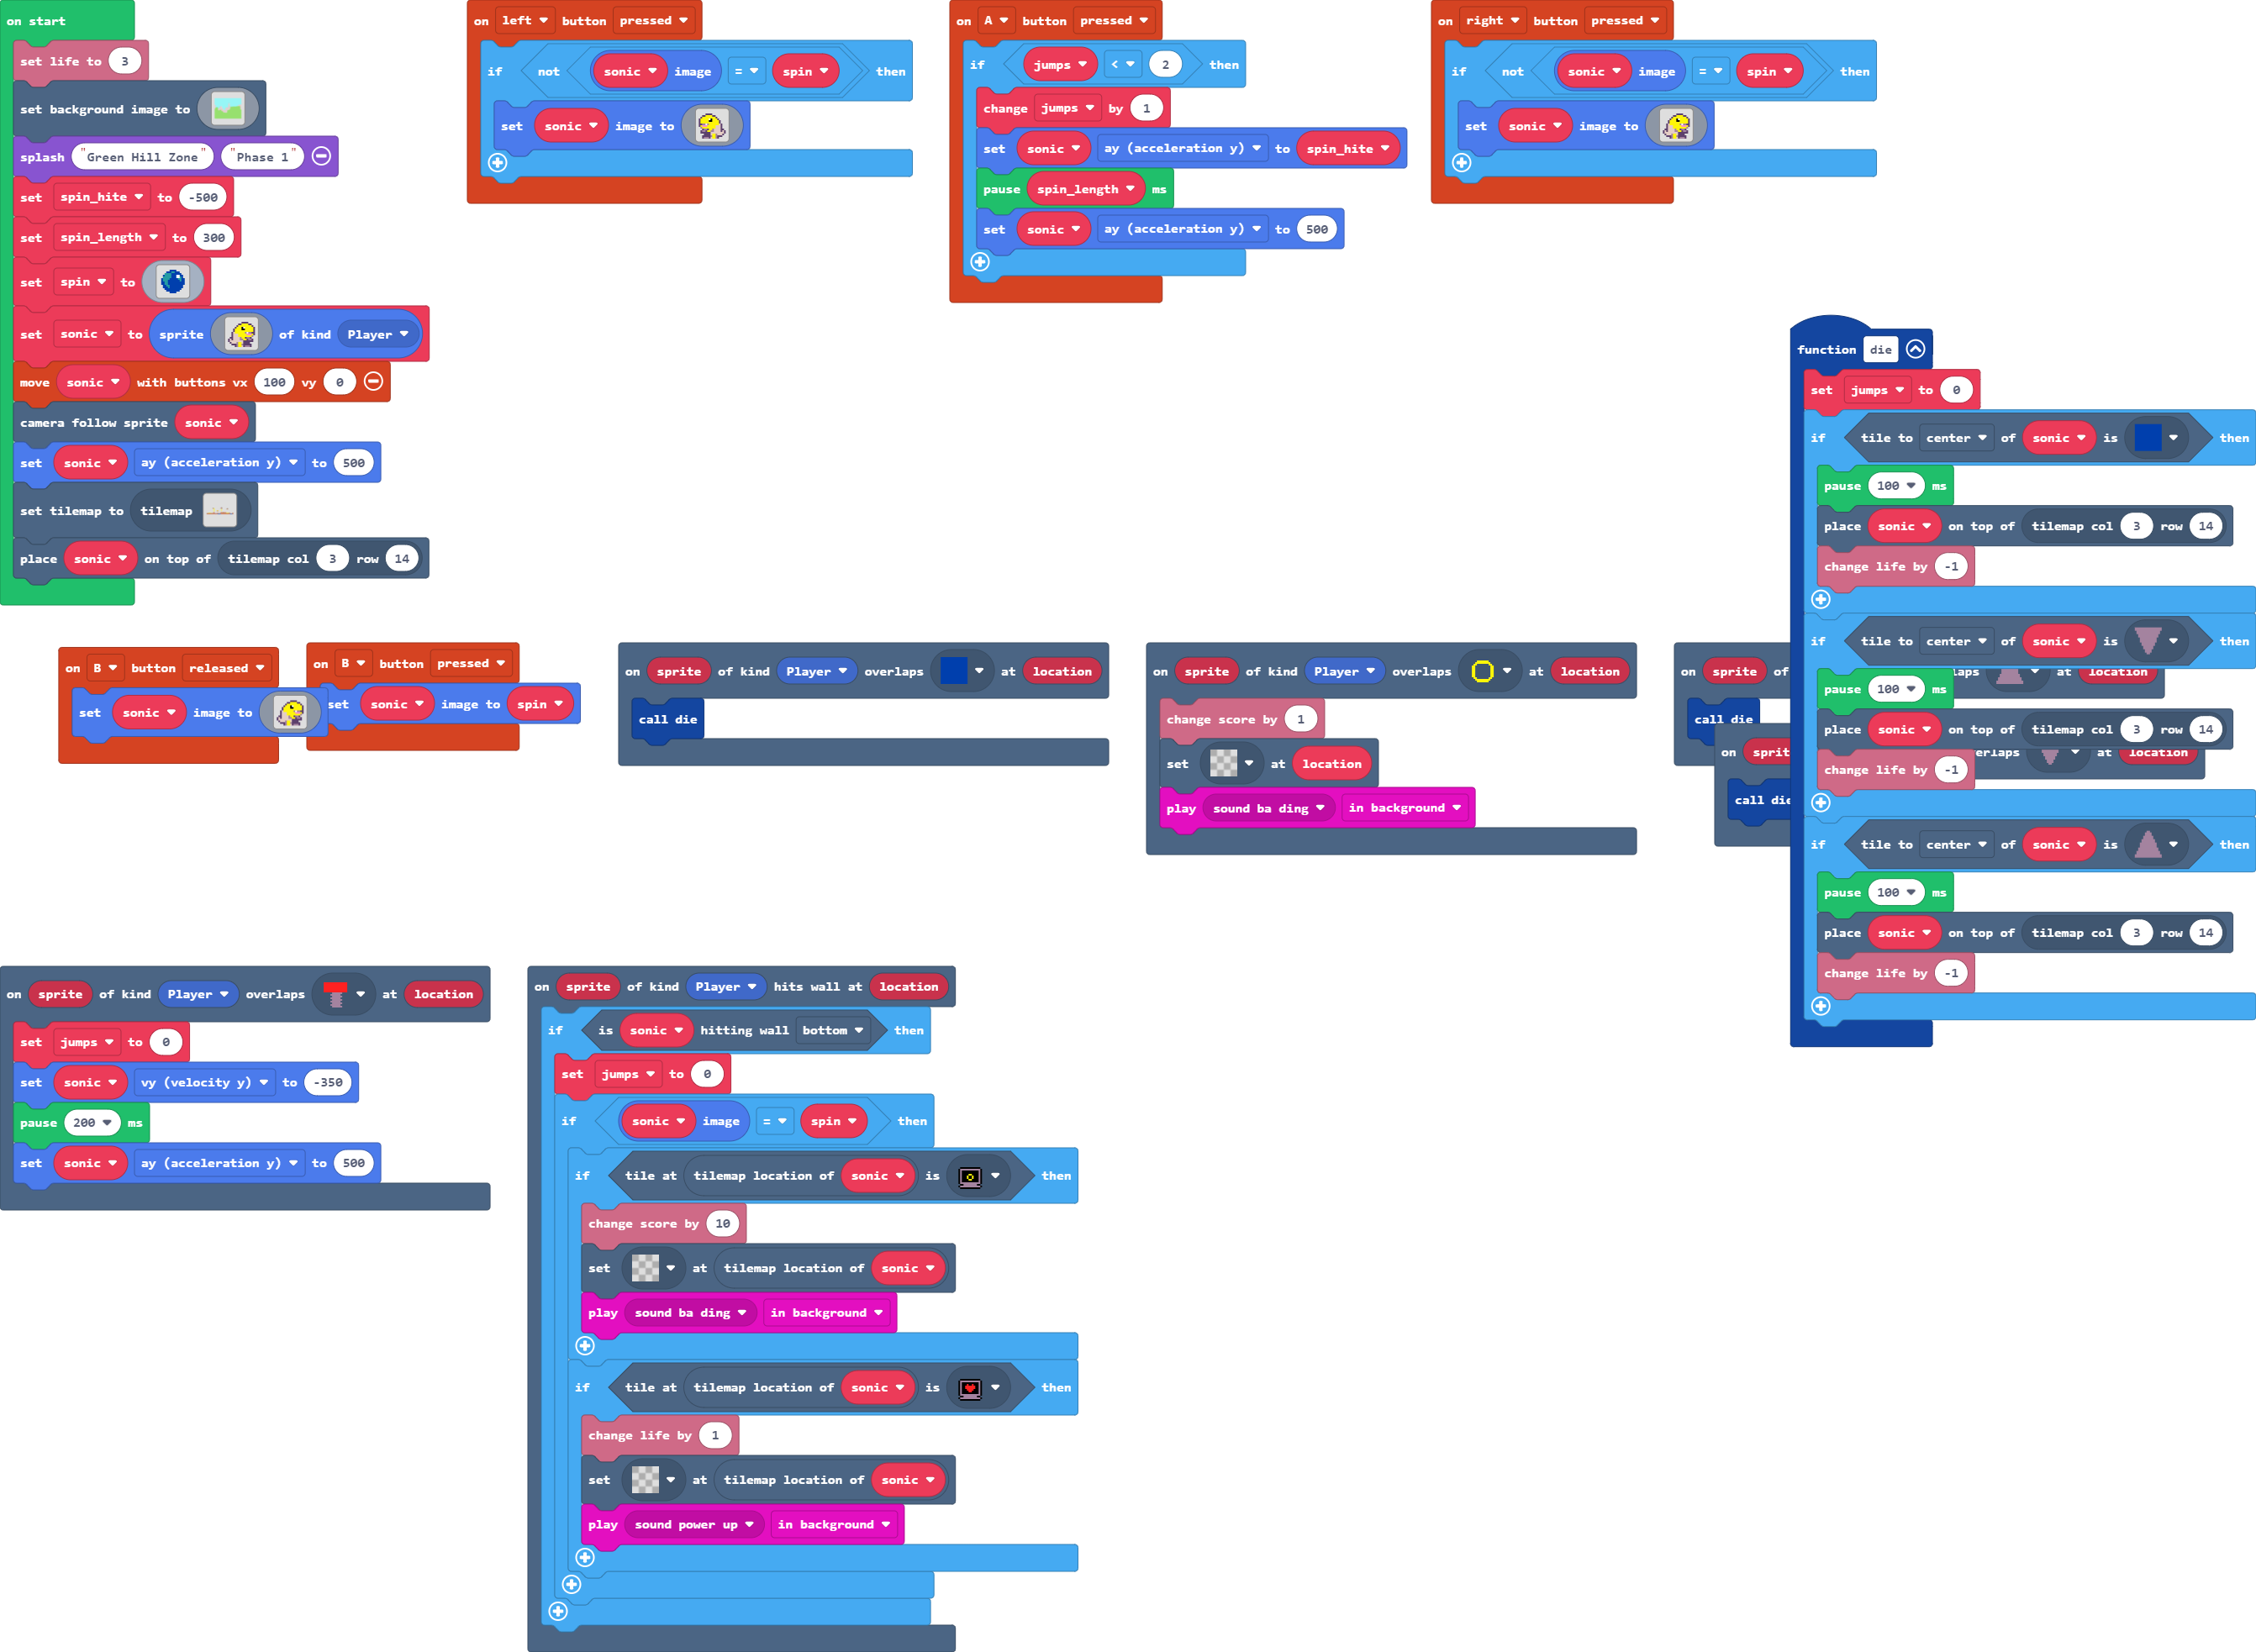 on start
set life to 3
set background image to
splash "Green Hill Zone" "Phase 1"
set spin_hite to -500
set spin_length to 300
set spin to
set sonic to sprite of kind Player
move sonic with buttons vx 100 vy 0
camera follow sprite sonic
set sonic ay (acceleration y) to 500
set tilemap to tilemap
place sonic on top of tilemap col 3 row 14
on left button pressed
if not sonic image = spin then
set sonic image to
on A button pressed
if jumps < 2 then
change jumps by 1
set sonic ay (acceleration y) to spin_hite
pause spin_length ms
set sonic ay (acceleration y) to 500
on right button pressed
if not sonic image = spin then
set sonic image to
function die
set jumps to 0
if tile to center of sonic is then
pause 100 ms
place sonic on top of tilemap col 3 row 14
change life by -1
if tile to center of sonic is then
pause 100 ms
place sonic on top of tilemap col 3 row 14
change life by -1
if tile to center of sonic is then
pause 100 ms
place sonic on top of tilemap col 3 row 14
change life by -1
on B button released
set sonic image to
on B button pressed
set sonic image to spin
on sprite of kind Player overlaps at location
call die
on sprite of kind Player overlaps at location
change score by 1
set at location
play sound ba ding in background
on sprite of at location
call die
on at location
call die
on sprite of kind Player overlaps at location
set jumps to 0
set sonic vy (velocity y) to -350
pause 200 ms
set sonic ay (acceleration y) to 500
on sprite of kind Player hits wall at location
if is sonic hitting wall bottom then
set jumps to 0
if sonic image = spin then
if tile at tilemap location of sonic is then
change score by 10
set at tilemap location of sonic
play sound ba ding in background
if tile at tilemap location of sonic is then
change life by 1
set at tilemap location of sonic
play sound power up in background